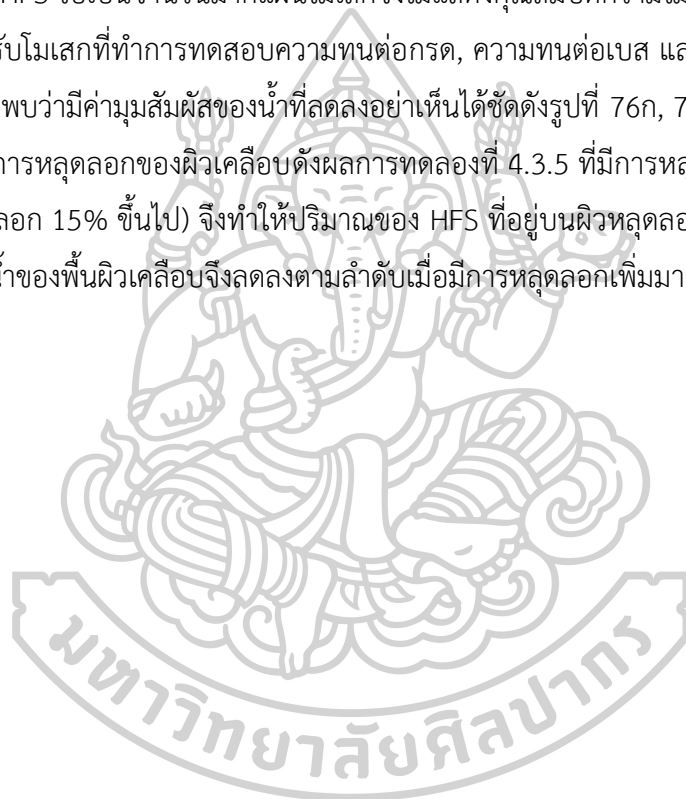 รับโมเสกที่ทำการทดสอบความทนต่อกรด, ความทนต่อเบส แล
พบว่ามีค่ามุมสัมผัสของน้ำที่ลดลงอย่าเห็นได้ชัดดังรูปที่ 76ก, 7
การหลุดลอกของผิวเคลือบดังผลการทดลองที่ 4.3.5 ที่มีการหล
ลอก 15% ขึ้นไป) จึงทำให้ปริมาณของ HFS ที่อยู่บนผิวหลุดลอ
น้ำของพื้นผิวเคลือบจึงลดลงตามลำดับเมื่อมีการหลุดลอกเพิ่มมา
มหาวิทยาลัยศิลปากร